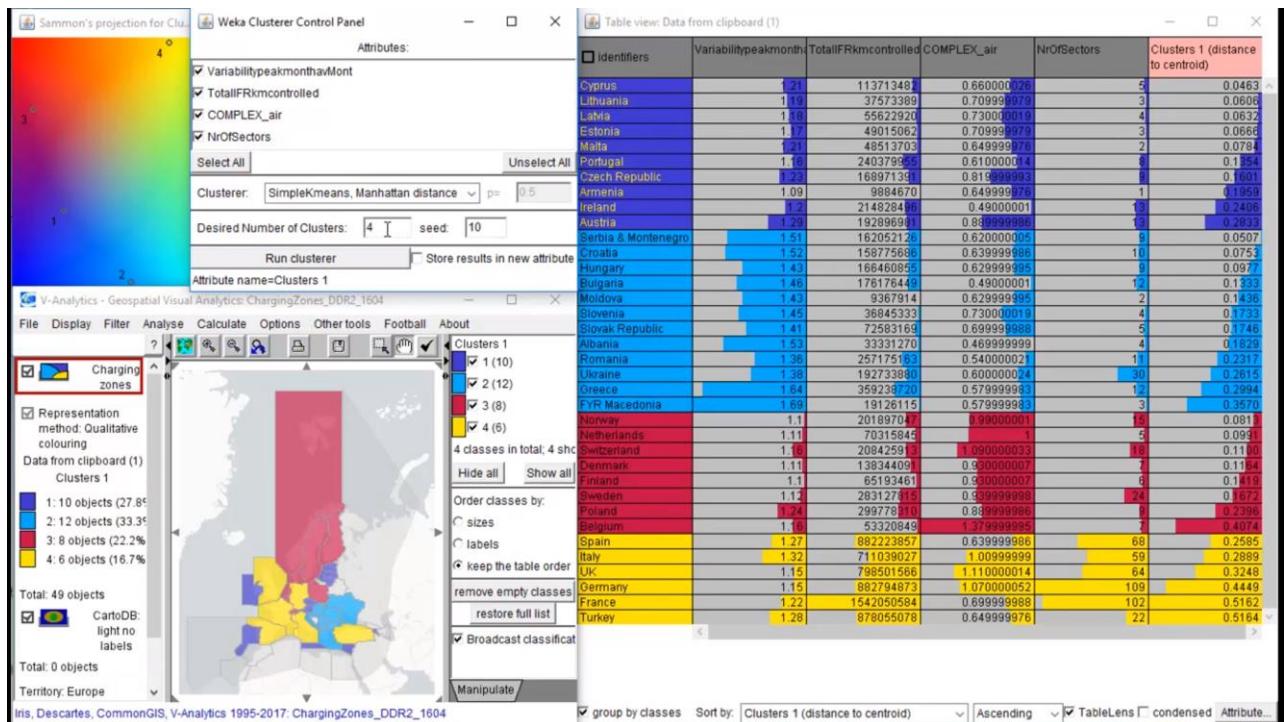 Sammon's projection for Clu
4
3
1
2
Weka Clusterer Control Panel
Attributes:
VariabilitypeakmonthavMont
TotalIFRkmcontrolled
COMPLEX_air
NrOfSectors
Select All Unselect All
Clusterer: SimpleKmeans, Manhattan distance p= 0.5
Desired Number of Clusters: 4 seed: 10
Run clusterer Store results in new attribute
Attribute name=Clusters 1
V-Analytics - Geospatial Visual Analytics: ChargingZones_DDR2_1604
File Display Filter Analyse Calculate Options Other tools Football About
?
Charging
zones
Representation
method: Qualitative
colouring
Data from clipboard (1)
Clusters 1
1: 10 objects (27.8%
2: 12 objects (33.3%
3: 8 objects (22.2%
4: 6 objects (16.7%
Total: 49 objects
CartoDB:
light no
labels
Total: 0 objects
Territory: Europe
Clusters 1
1 (10)
2 (12)
3 (8)
4 (6)
4 classes in total; 4 sho
Hide all Show all
Order classes by:
sizes
labels
keep the table order
remove empty classes
restore full list
Broadcast classificat
Manipulate
Iris, Descartes, CommonGIS, V-Analytics 1995-2017: ChargingZones_DDR2_1604
Table view: Data from clipboard (1)
Identifiers Variabilitypeakmonth TotalIFRkmcontrolled COMPLEX_air NrOfSectors Clusters 1 (distance
to centroid)
Cyprus 1.21 113713482 0.660000026 5 0.0463
Lithuania 1.19 37573389 0.709999979 3 0.0606
Latvia 1.18 55622920 0.730000019 4 0.0632
Estonia 1.17 49015062 0.709999979 3 0.0666
Malta 1.21 48513703 0.649999976 2 0.0784
Portugal 1.16 240379955 0.610000014 8 0.1354
Czech Republic 1.23 168971391 0.819999993 9 0.1601
Armenia 1.09 9884670 0.649999976 1 0.1959
Ireland 1.2 214828496 0.49000001 13 0.2406
Austria 1.29 192896981 0.889999986 13 0.2833
Serbia & Montenegro 1.51 162052126 0.620000005 9 0.0507
Croatia 1.52 158775686 0.639999986 10 0.0753
Hungary 1.43 166460855 0.629999995 9 0.0977
Bulgaria 1.46 176176449 0.49000001 12 0.1333
Moldova 1.43 9367914 0.629999995 2 0.1436
Slovenia 1.45 36845333 0.730000019 4 0.1733
Slovak Republic 1.41 72583169 0.699999988 5 0.1746
Albania 1.53 33331270 0.469999999 4 0.1829
Romania 1.36 257175163 0.540000021 11 0.2317
Ukraine 1.38 192733880 0.600000024 30 0.2615
Greece 1.64 359238720 0.579999983 12 0.2994
FYR Macedonia 1.69 19126115 0.579999983 3 0.3570
Norway 1.1 201897047 0.99000001 15 0.0813
Netherlands 1.11 70315845 1 5 0.0991
Switzerland 1.16 208425913 1.090000033 18 0.1100
Denmark 1.11 138344091 0.930000007 7 0.1164
Finland 1.1 65193461 0.930000007 6 0.1419
Sweden 1.12 283127815 0.939999998 24 0.1672
Poland 1.24 299778310 0.889999986 9 0.2396
Belgium 1.16 53320849 1.379999995 7 0.4074
Spain 1.27 882223857 0.639999986 68 0.2585
Italy 1.32 711039027 1.00999999 59 0.2889
UK 1.15 798501566 1.110000014 64 0.3248
Germany 1.15 882794873 1.070000052 109 0.4449
France 1.22 1542050584 0.699999988 102 0.5162
Turkey 1.28 878055078 0.649999976 22 0.5164
group by classes Sort by: Clusters 1 (distance to centroid) Ascending TableLens condensed Attribute...